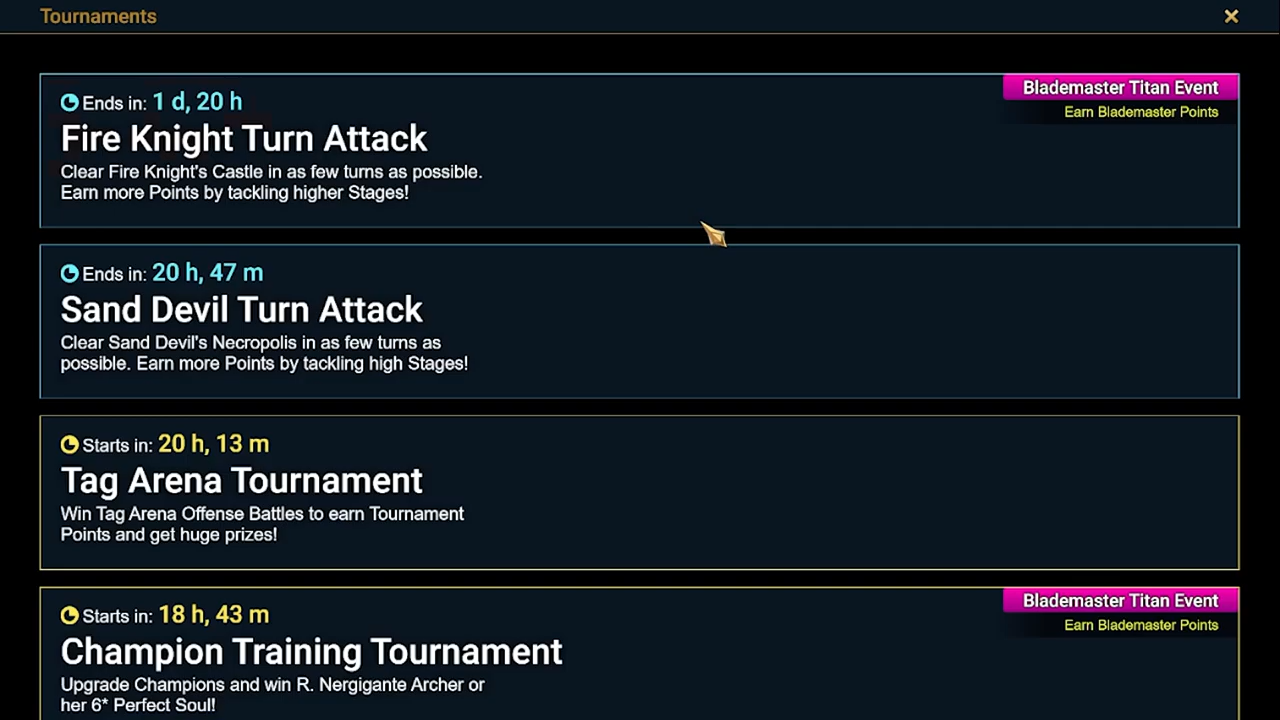 Tournaments
Ends in: 1 d, 20 h
Blademaster Titan Event
Earn Blademaster Points
Fire Knight Turn Attack
Clear Fire Knight's Castle in as few turns as possible.
Earn more Points by tackling higher Stages!
Ends in: 20 h, 47 m
Sand Devil Turn Attack
Clear Sand Devil's Necropolis in as few turns as
possible. Earn more Points by tackling high Stages!
Starts in: 20 h, 13 m
Tag Arena Tournament
Win Tag Arena Offense Battles to earn Tournament
Points and get huge prizes!
Starts in: 18 h, 43 m
Blademaster Titan Event
Earn Blademaster Points
Champion Training Tournament
Upgrade Champions and win R. Nergigante Archer or
her 6* Perfect Soul!